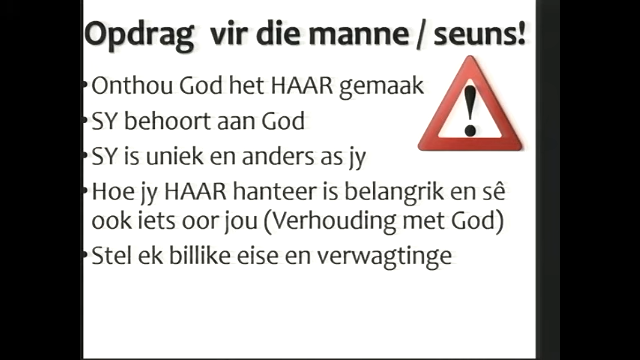 Opdrag vir die manne / seuns!
•Onthou God het HAAR gemaak
•SY behoort aan God
•SY is uniek en anders as jy
•Hoe jy HAAR hanteer is belangrik en sê
ook iets oor jou (Verhouding met God)
•Stel ek billike eise en verwagtinge